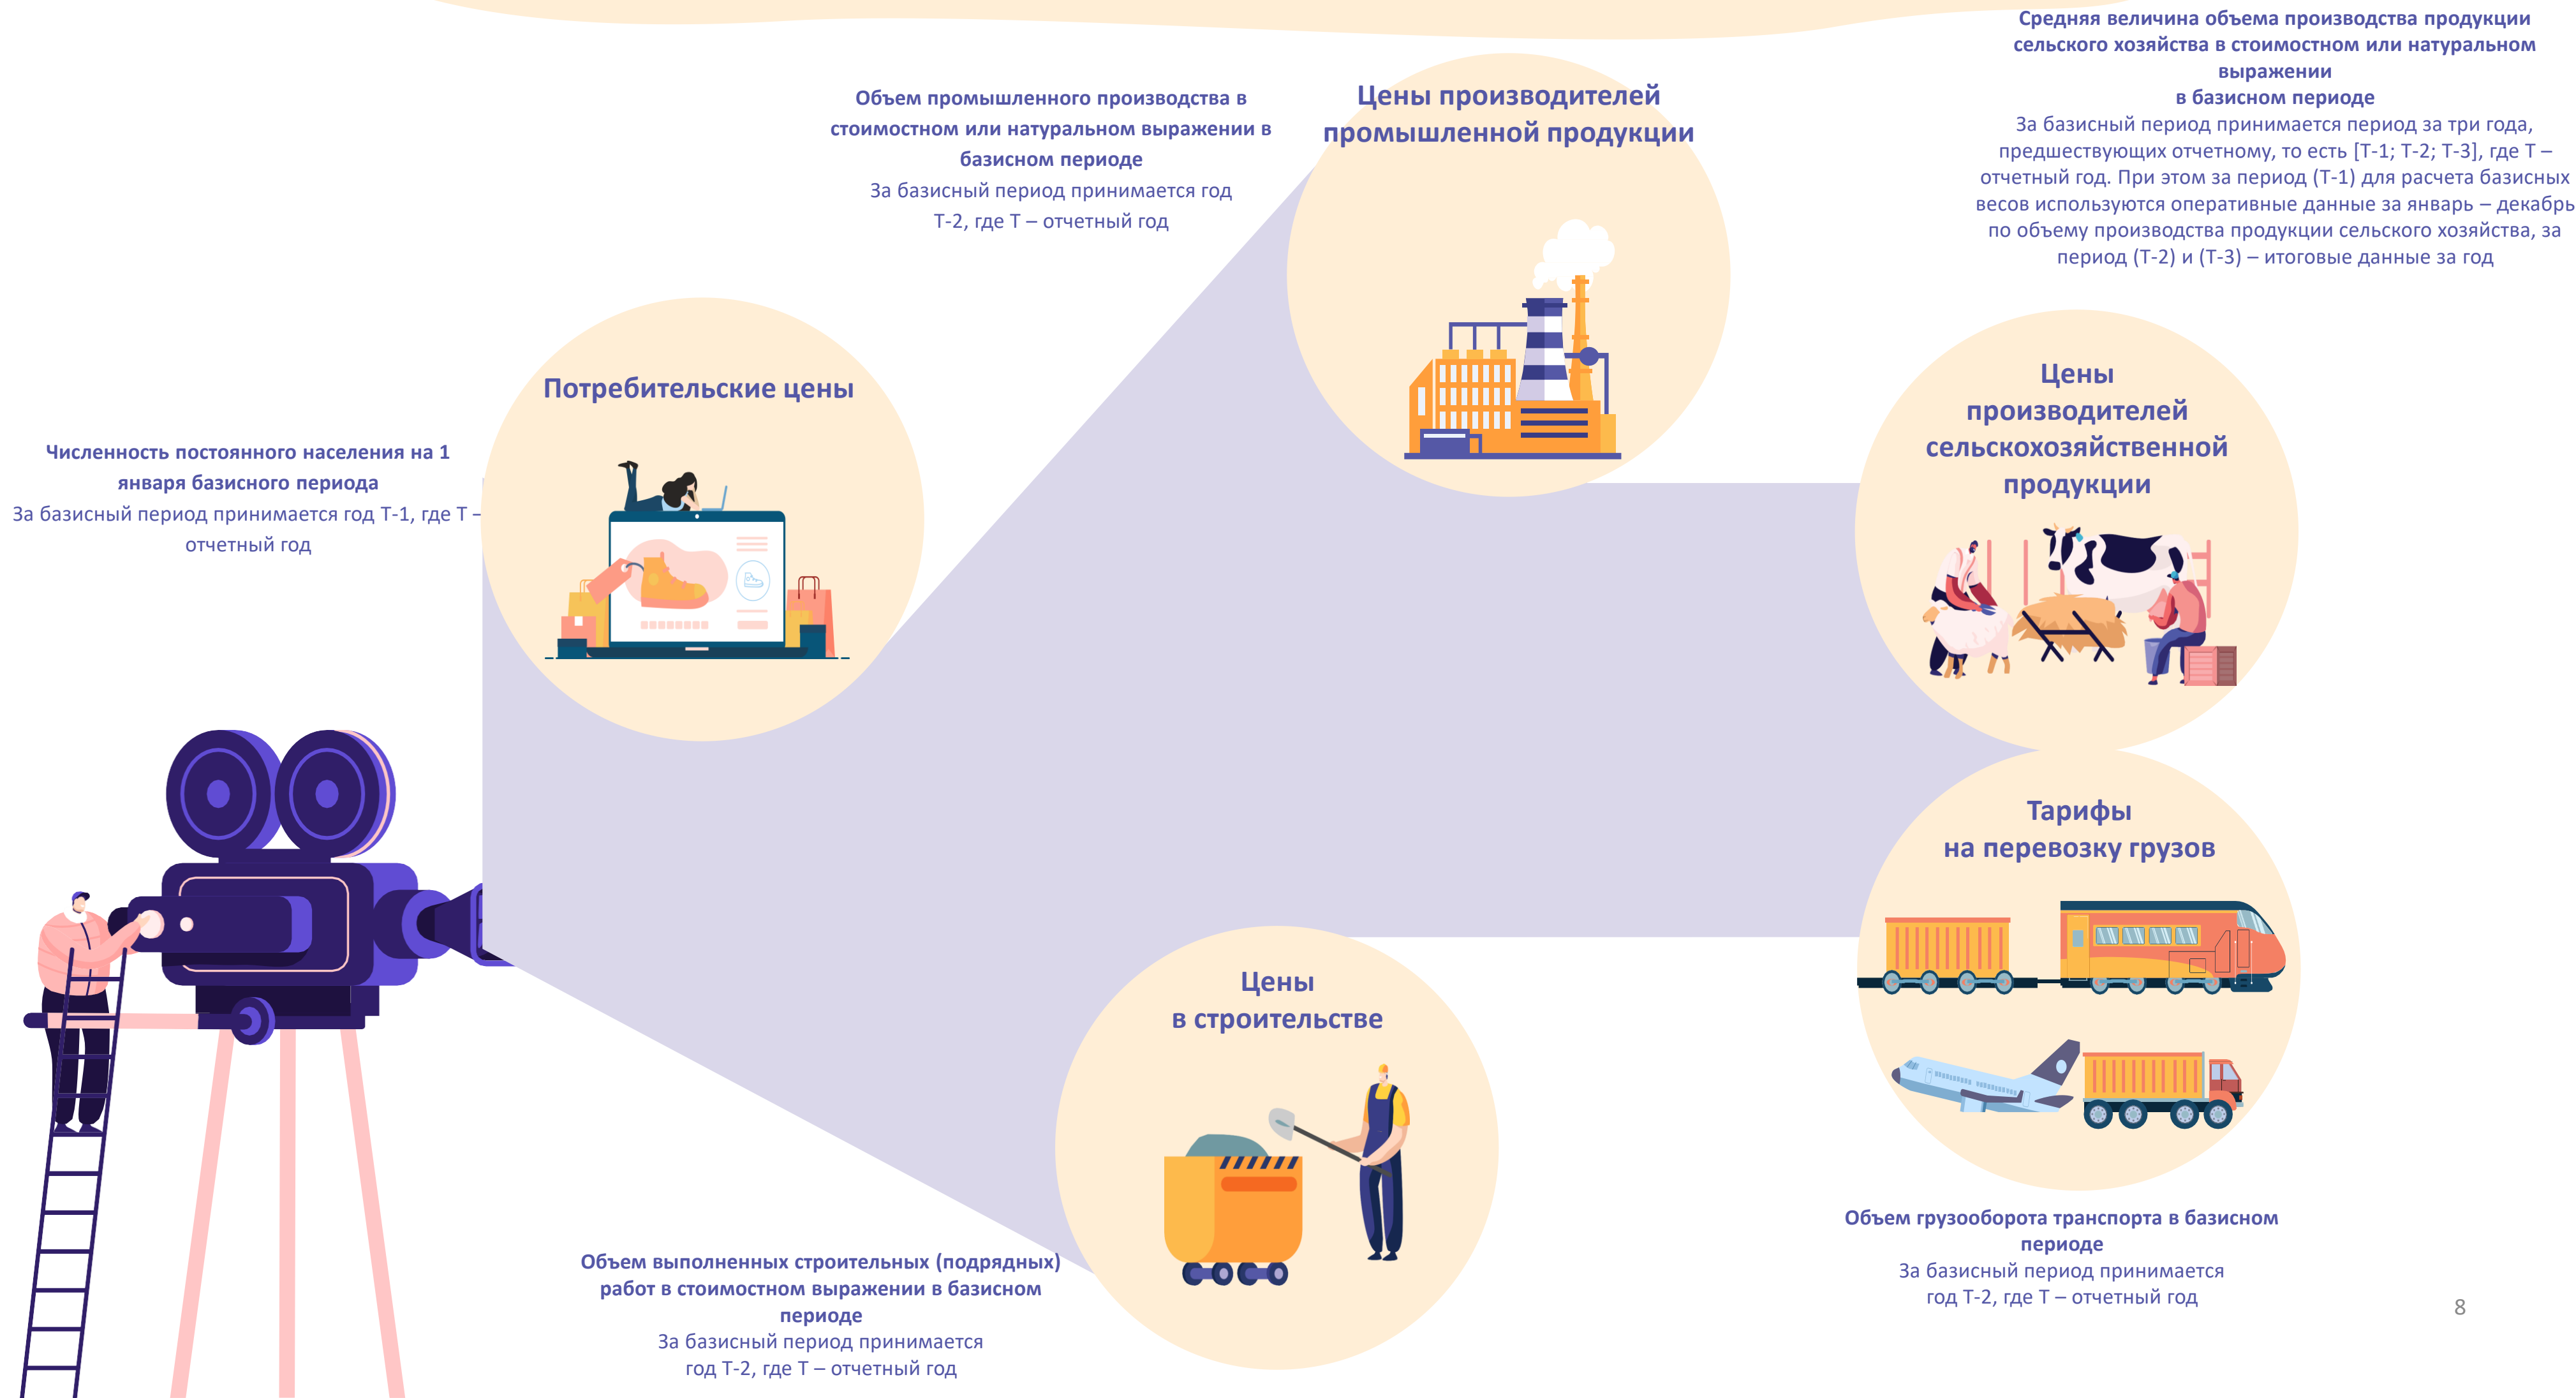 Средняя величина объема производства продукции
сельского хозяйства в стоимостном или натуральном
выражении
в базисном периоде
За базисный период принимается период за три года,
предшествующих отчетному, то есть [Т-1; Т-2; Т-3], где Т –
отчетный год. При этом за период (Т-1) для расчета базисных
весов используются оперативные данные за январь – декабрь
по объему производства продукции сельского хозяйства, за
период (Т-2) и (Т-3) – итоговые данные за год
Объем промышленного производства в
стоимостном или натуральном выражении в
базисном периоде
За базисный период принимается год
Т-2, где Т – отчетный год
Цены производителей
промышленной продукции
Потребительские цены
Численность постоянного населения на 1
января базисного периода
За базисный период принимается год Т-1, где Т –
отчетный год
Цены
производителей
сельскохозяйственной
продукции
Тарифы
на перевозку грузов
Цены
в строительстве
Объем грузооборота транспорта в базисном
периоде
За базисный период принимается
год Т-2, где Т – отчетный год
Объем выполненных строительных (подрядных)
работ в стоимостном выражении в базисном
периоде
За базисный период принимается
год Т-2, где Т – отчетный год
8